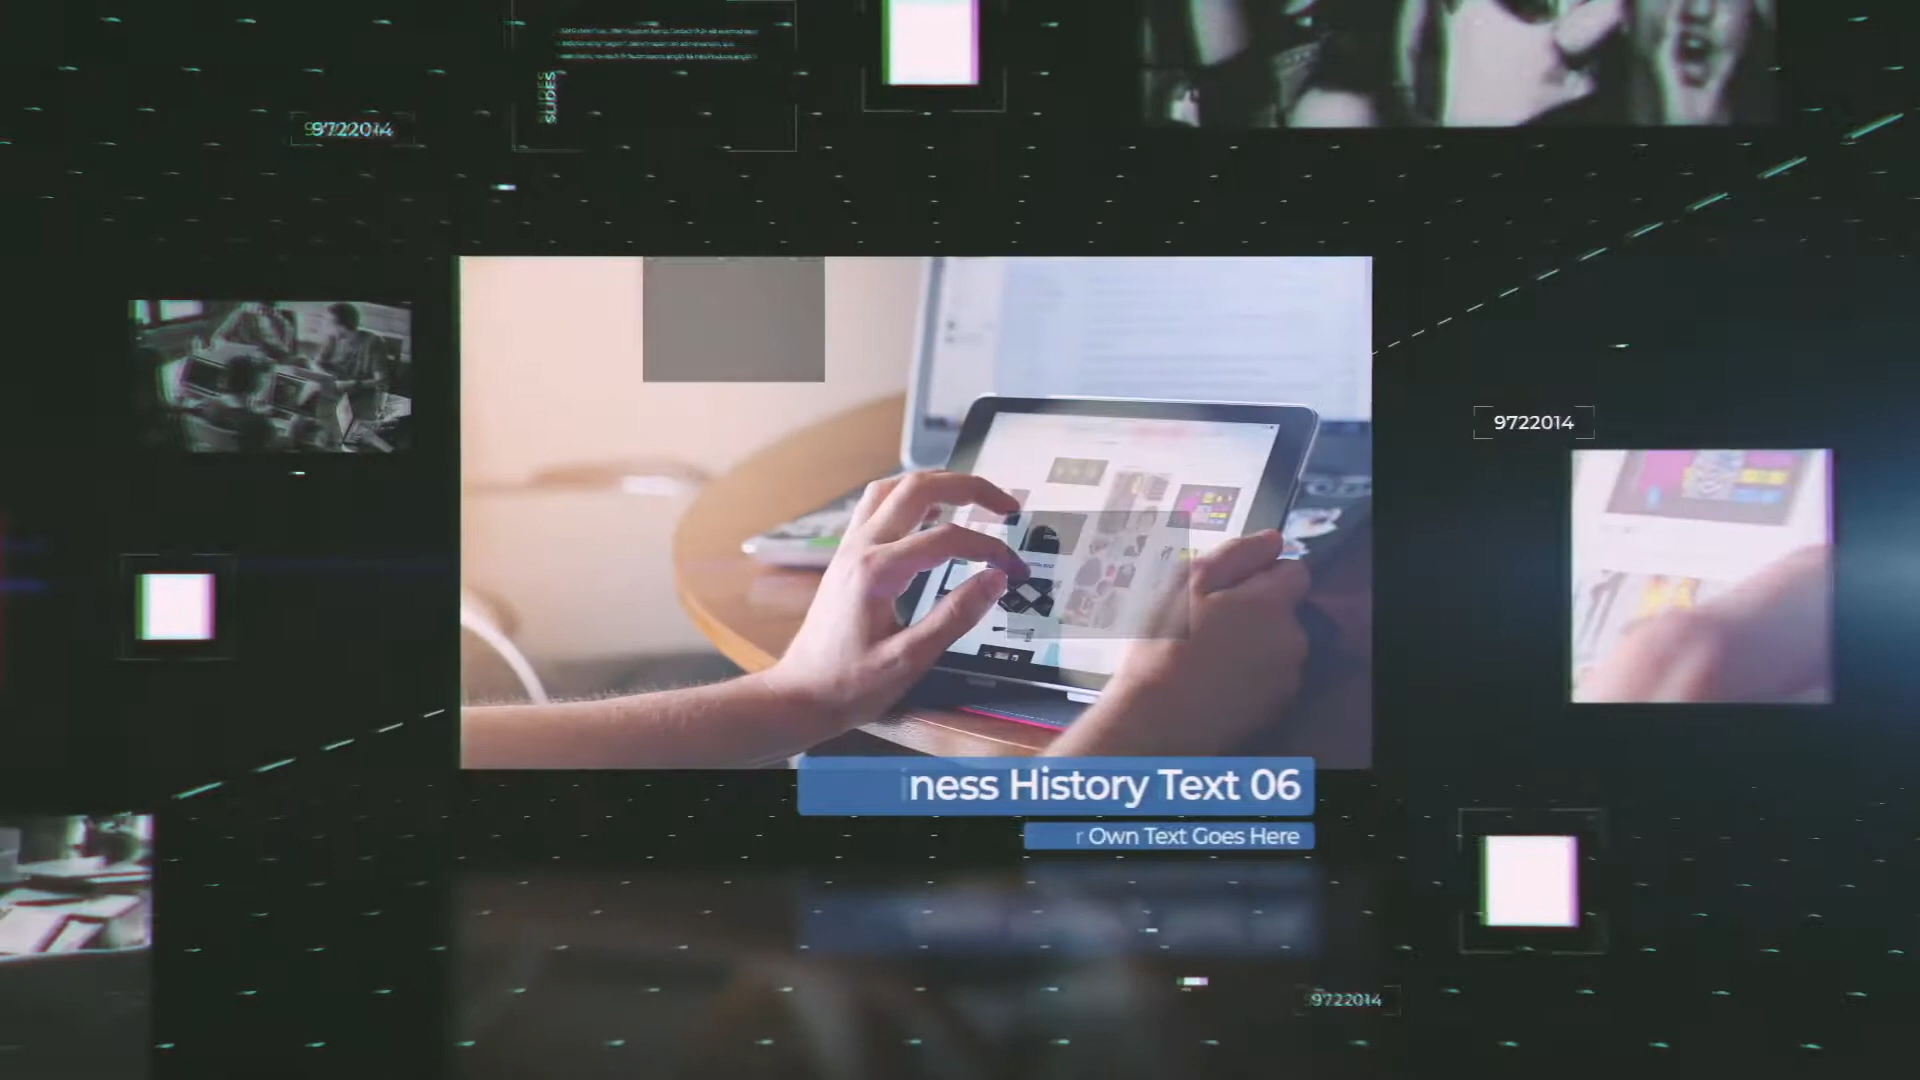 SLIDES
9722014
9722014
ness History Text 06
r Own Text Goes Here
9722014